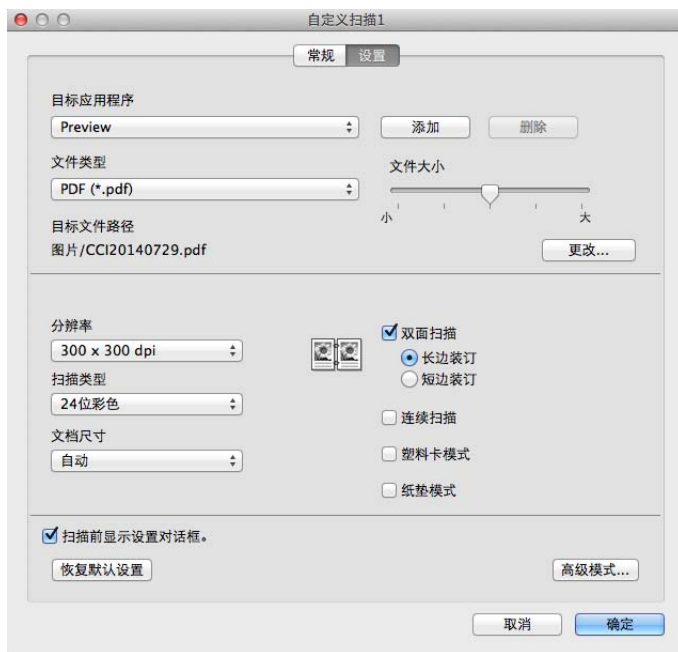 自定义扫描1
常规 设置
目标应用程序
Preview 添加 删除
文件类型 文件大小
PDF (*.pdf)
小 大
目标文件路径
图片/CCI20140729.pdf 更改...
分辨率 双面扫描
300 x 300 dpi 长边装订
扫描类型 短边装订
24位彩色
连续扫描
文档尺寸
自动 塑料卡模式
纸垫模式
扫描前显示设置对话框。
恢复默认设置 高级模式...
取消 确定